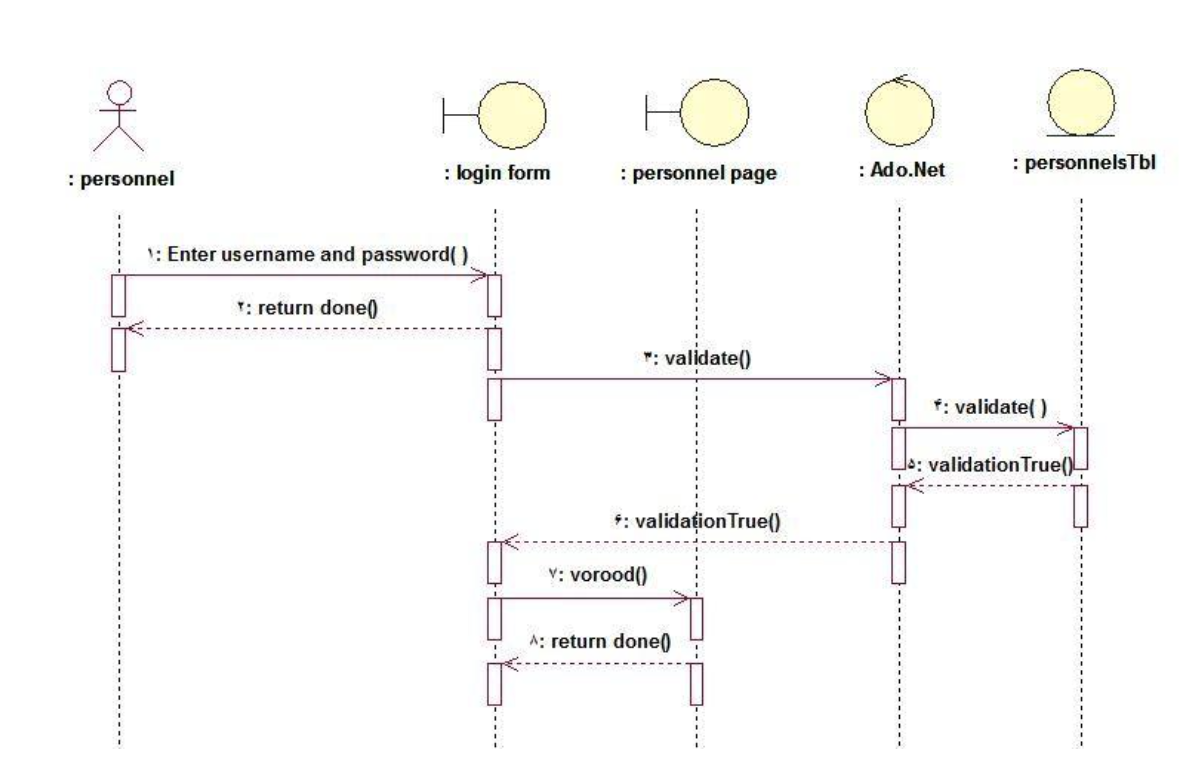 : personnel
: login form
: personnel page
: Ado.Net
: personnelsTbl
۱: Enter username and password( )
۲: return done()
۳: validate()
۴: validate( )
۵: validationTrue()
۶: validationTrue()
۷: vorood()
۸: return done()